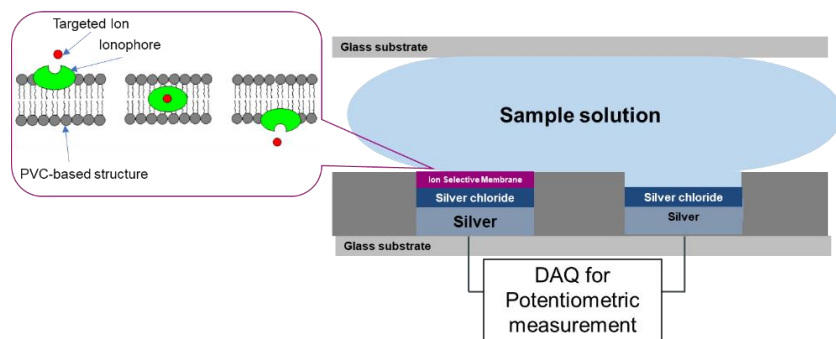 Targeted Ion
Ionophore
PVC-based structure
Glass substrate
Sample solution
Ion Selective Membrane
Silver chloride
Silver
Silver chloride
Silver
Glass substrate
DAQ for
Potentiometric
measurement